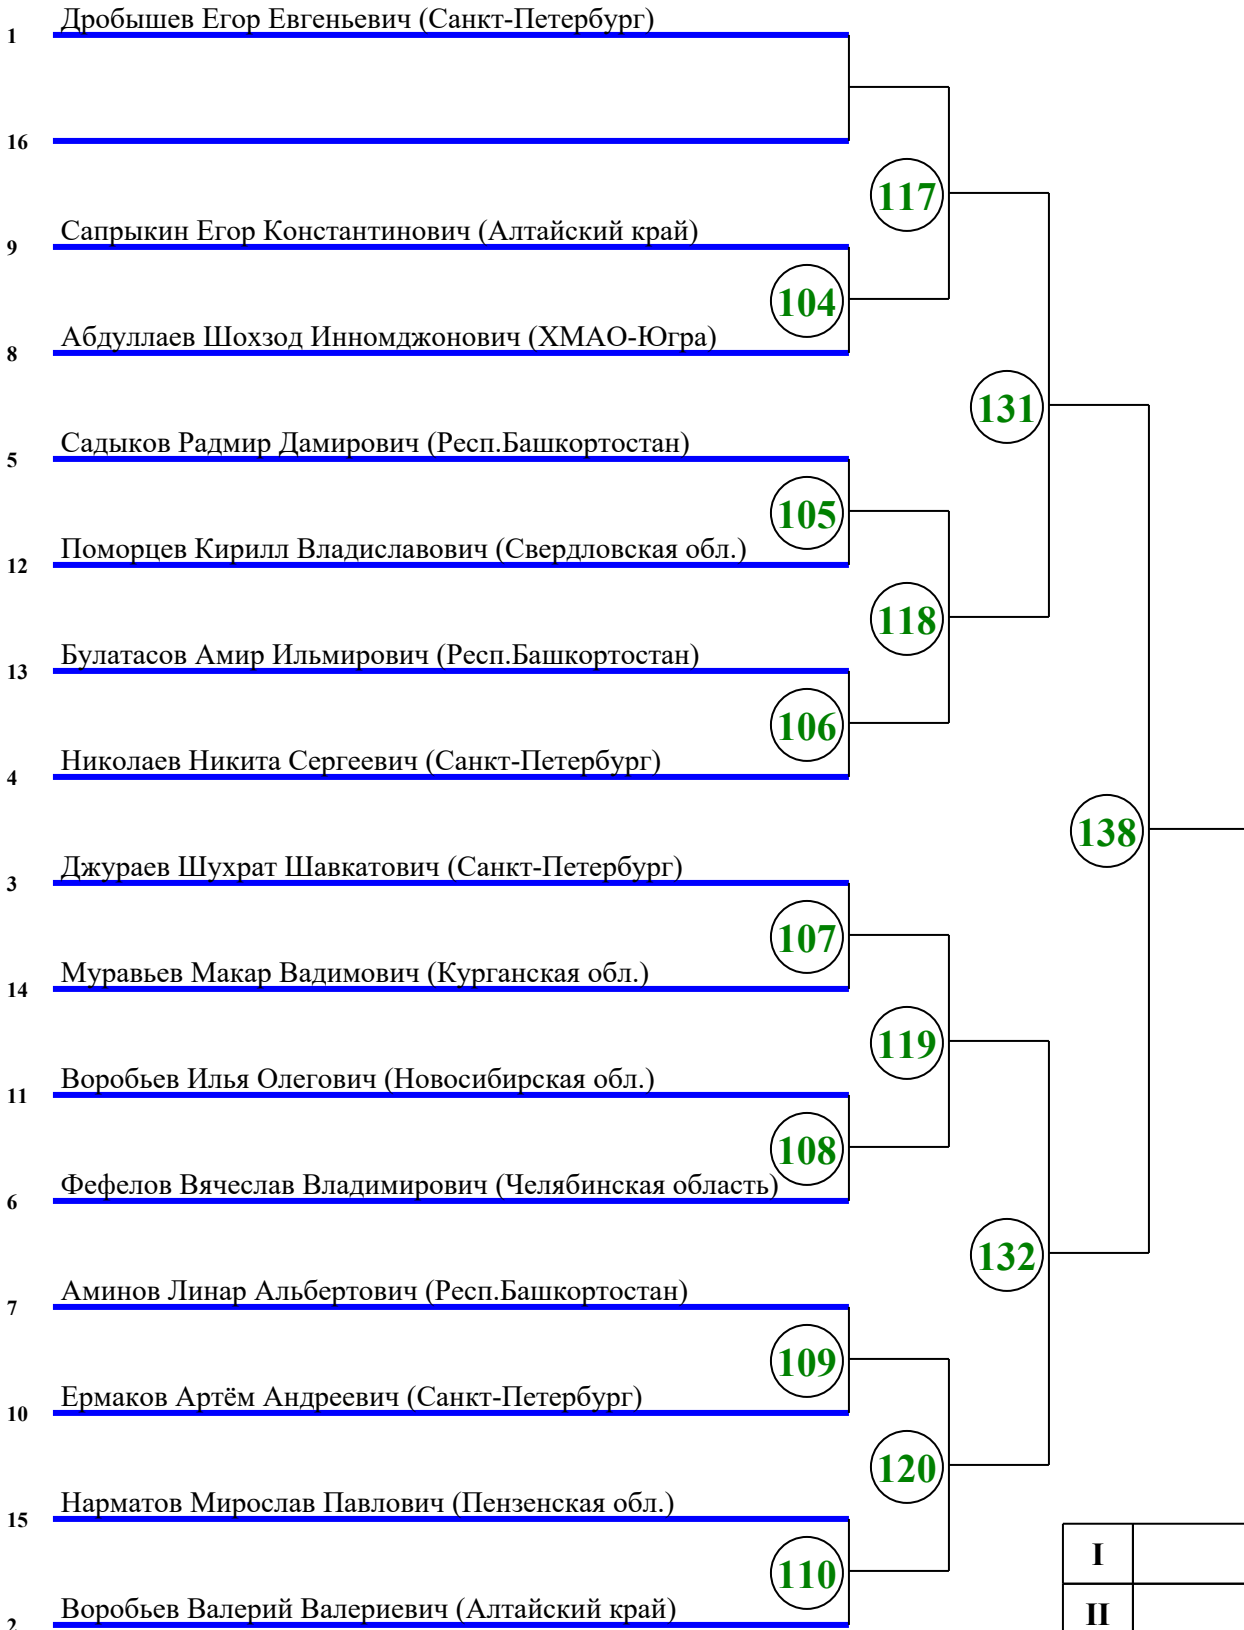 Дробышев Егор Евгеньевич (Санкт-Петербург)
1
16
117
Сапрыкин Егор Константинович (Алтайский край)
9
104
Абдуллаев Шохзод Инномджонович (ХМАО-Югра)
8
131
Садыков Радмир Дамирович (Респ.Башкортостан)
5
105
Поморцев Кирилл Владиславович (Свердловская обл.)
12
118
Булатасов Амир Ильмирович (Респ.Башкортостан)
13
106
Николаев Никита Сергеевич (Санкт-Петербург)
4
138
Джураев Шухрат Шавкатович (Санкт-Петербург)
3
107
Муравьев Макар Вадимович (Курганская обл.)
14
119
Воробьев Илья Олегович (Новосибирская обл.)
11
108
Фефелов Вячеслав Владимирович (Челябинская область)
6
132
Аминов Линар Альбертович (Респ.Башкортостан)
7
109
Ермаков Артём Андреевич (Санкт-Петербург)
10
120
Нарматов Мирослав Павлович (Пензенская обл.)
15
I
110
Воробьев Валерий Валериевич (Алтайский край)
2
II